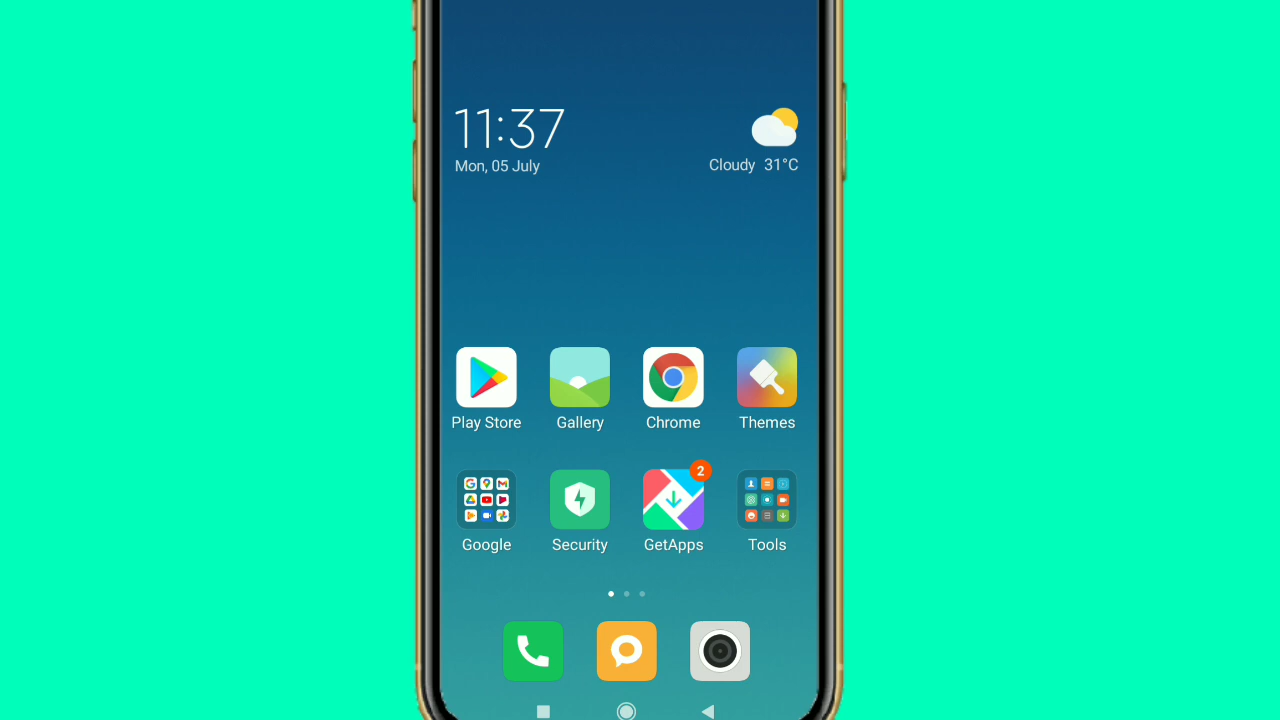 11:37
Mon, 05 July
Cloudy 31°C
Play Store
Gallery
Chrome
Themes
2
Google
Security
GetApps
Tools